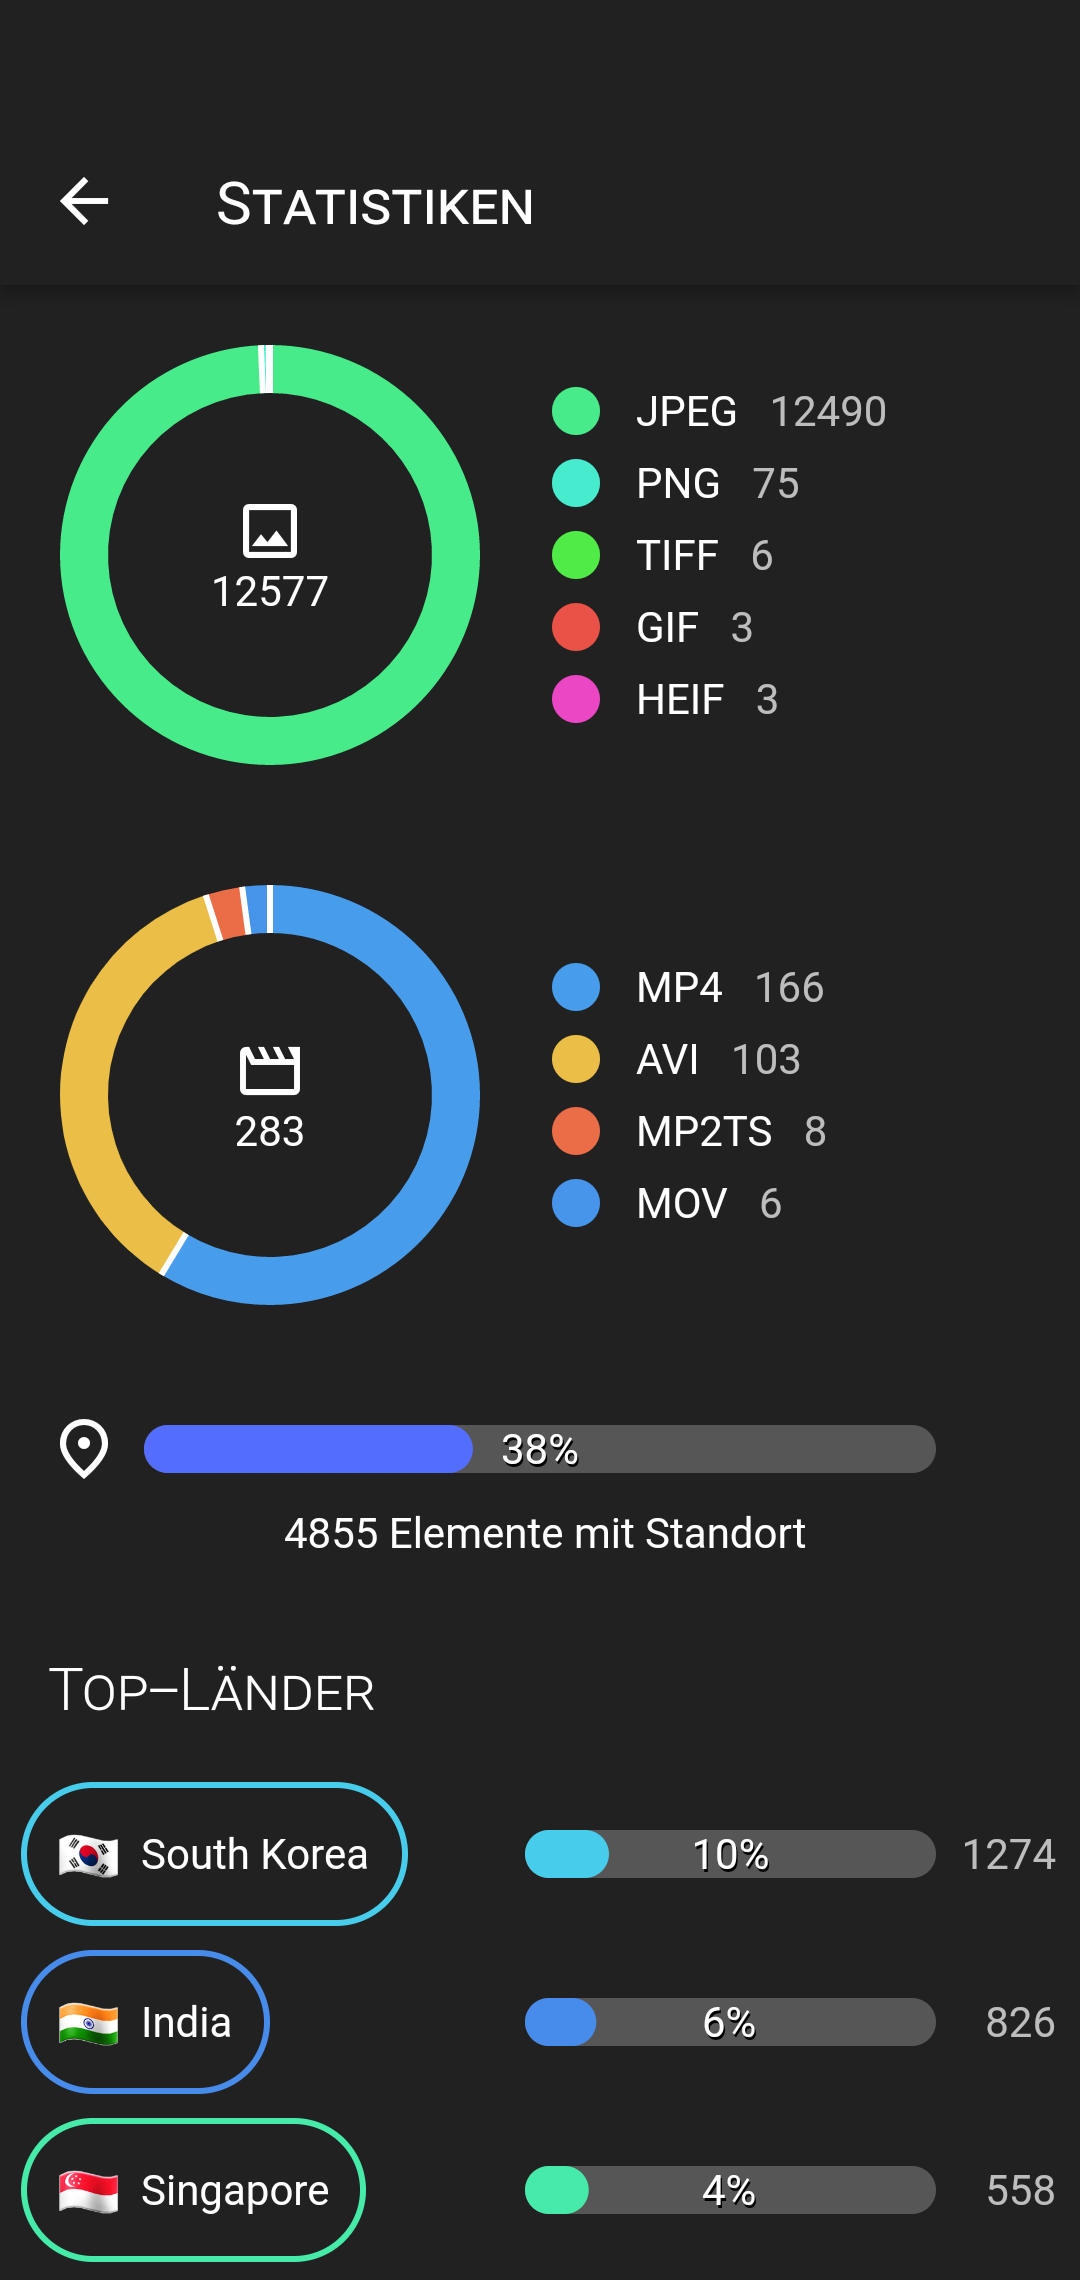 Statistiken
JPEG 12490
PNG 75
TIFF 6
GIF 3
HEIF 3
12577
MP4 166
AVI 103
MP2TS 8
MOV 6
283
38%
4855 Elemente mit Standort
Top–Länder
South Korea 10% 1274
India 6% 826
Singapore 4% 558